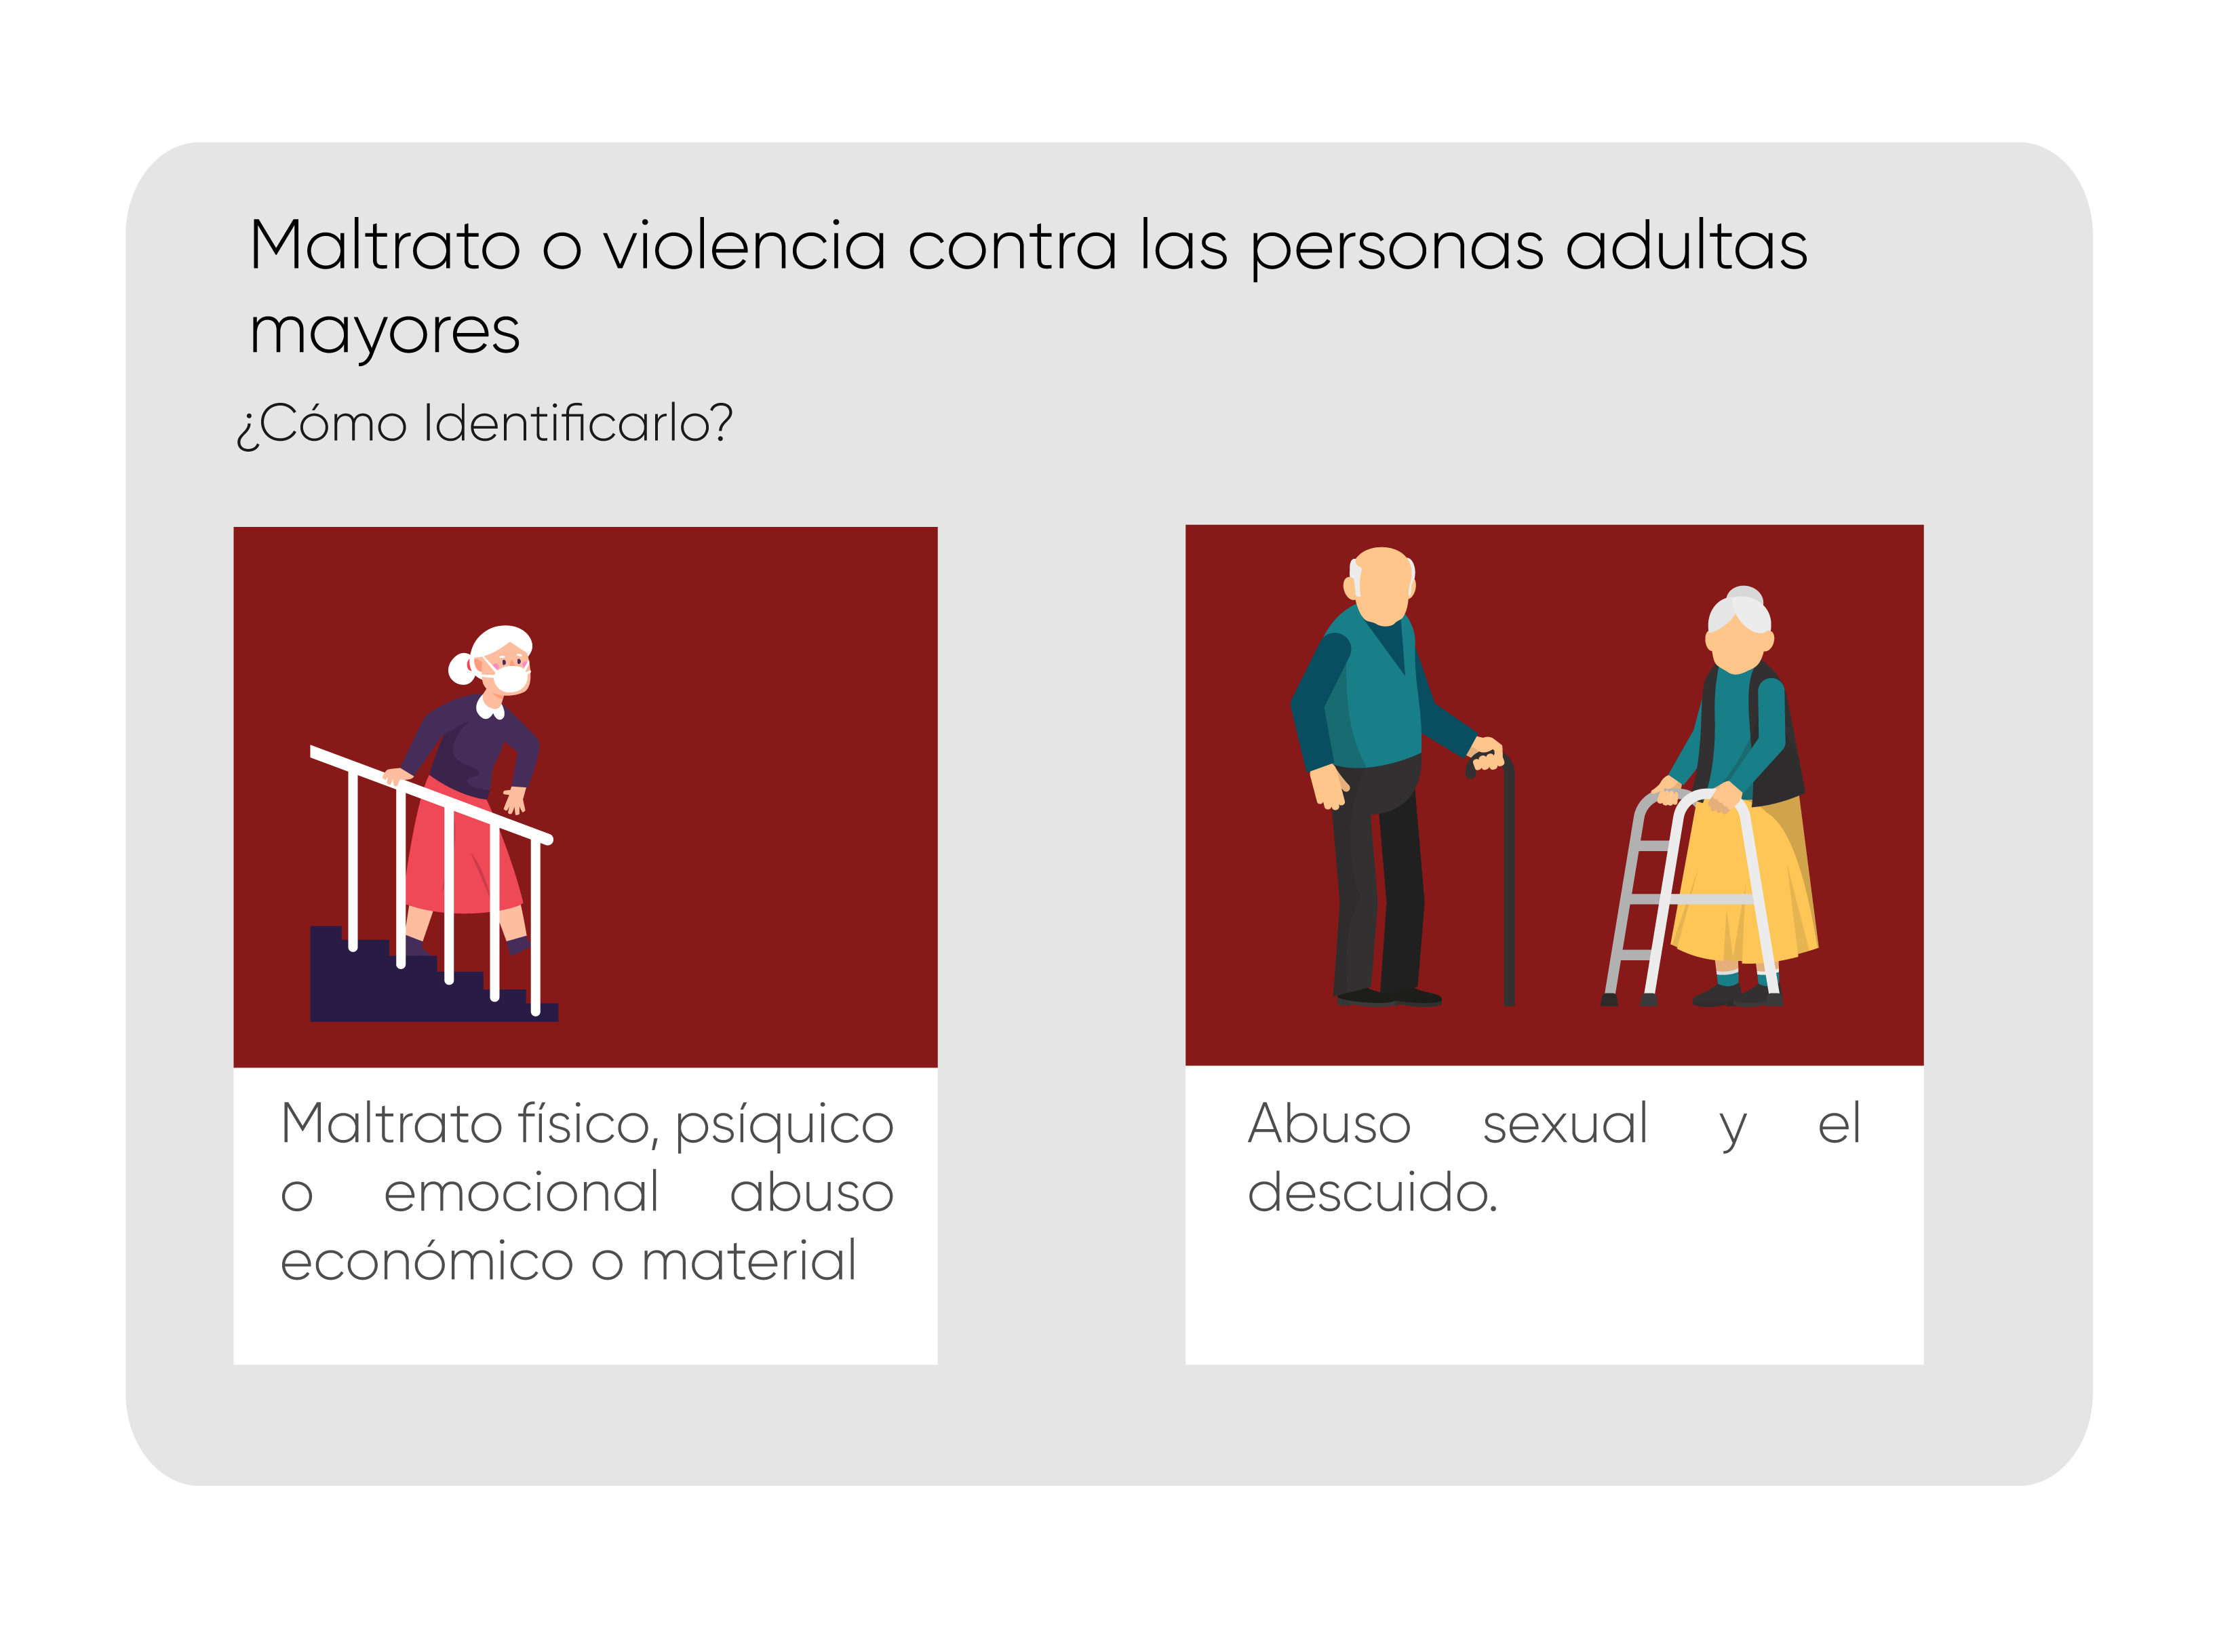 Maltrato o violencia contra las personas adultas
mayores
¿Cómo Identificarlo?
Maltrato físico, psíquico
o emocional abuso
económico o material
Abuso sexual y el
descuido.